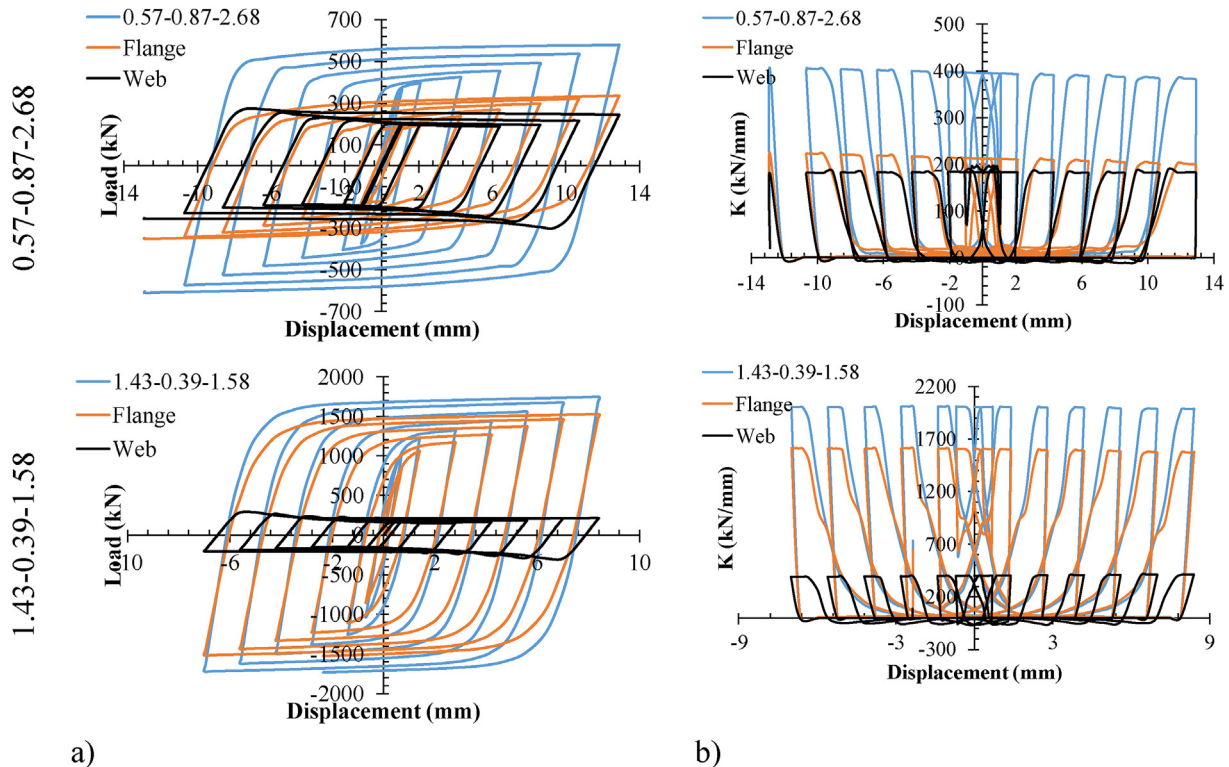 0.57-0.87-2.68
0.57-0.87-2.68
Flange
Web
Load (kN)
700
500
300
100
-100
-300
-500
-700
-14 -10 -6 -2 2 6 10 14
Displacement (mm)
0.57-0.87-2.68
Flange
Web
K (kN/mm)
500
400
300
200
100
0
-100
-14 -10 -6 -2 2 6 10 14
Displacement (mm)
1.43-0.39-1.58
1.43-0.39-1.58
Flange
Web
Load (kN)
2000
1500
1000
500
0
-500
-1000
-1500
-2000
-10 -6 -2 2 6 10
Displacement (mm)
1.43-0.39-1.58
Flange
Web
K (kN/mm)
2200
1700
1200
700
200
-300
-9 -3 3 9
Displacement (mm)
a) b)